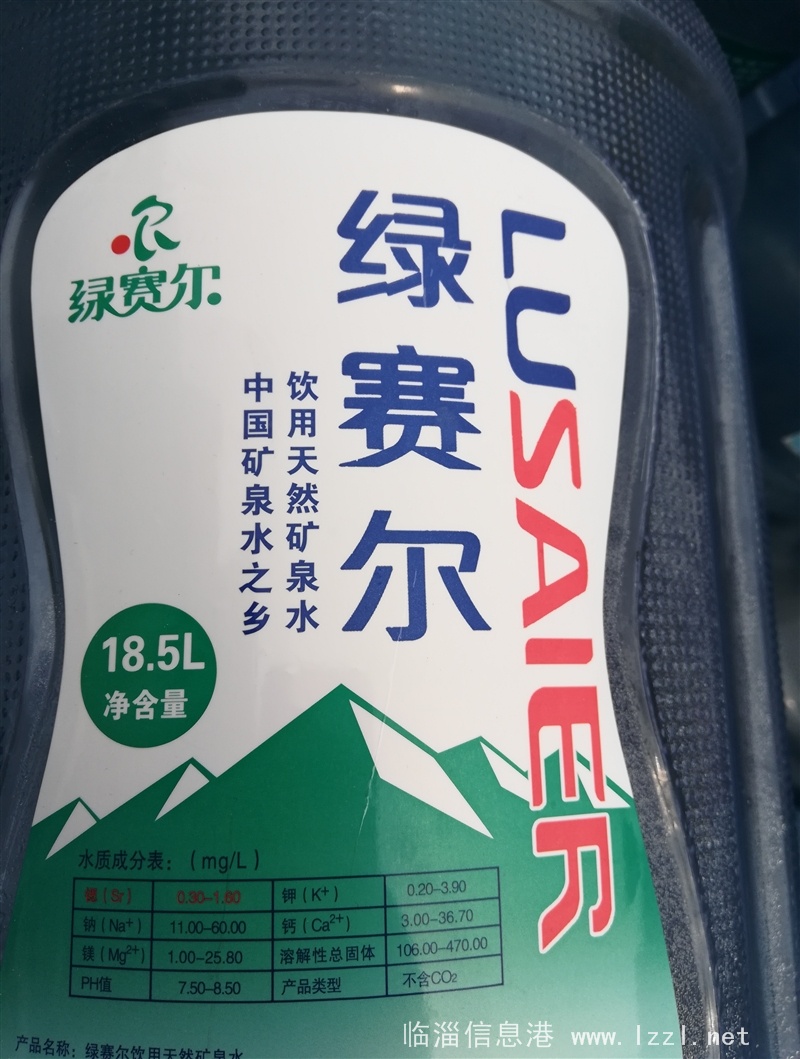 绿赛尔
绿赛尔
LUSAIER
饮用天然矿泉水
中国矿泉水之乡
18.5L
净含量
水质成分表:(mg/L)
锶(Sr) 0.30-1.60 钾(K+) 0.20-3.90
钠(Na+) 11.00-60.00 钙(Ca2+) 3.00-36.70
镁(Mg2+) 1.00-25.80 溶解性总固体 106.00-470.00
PH值 7.50-8.50 产品类型 不含CO2
产品名称:绿赛尔饮用天然矿泉水
临淄信息港 www.lzzl.net